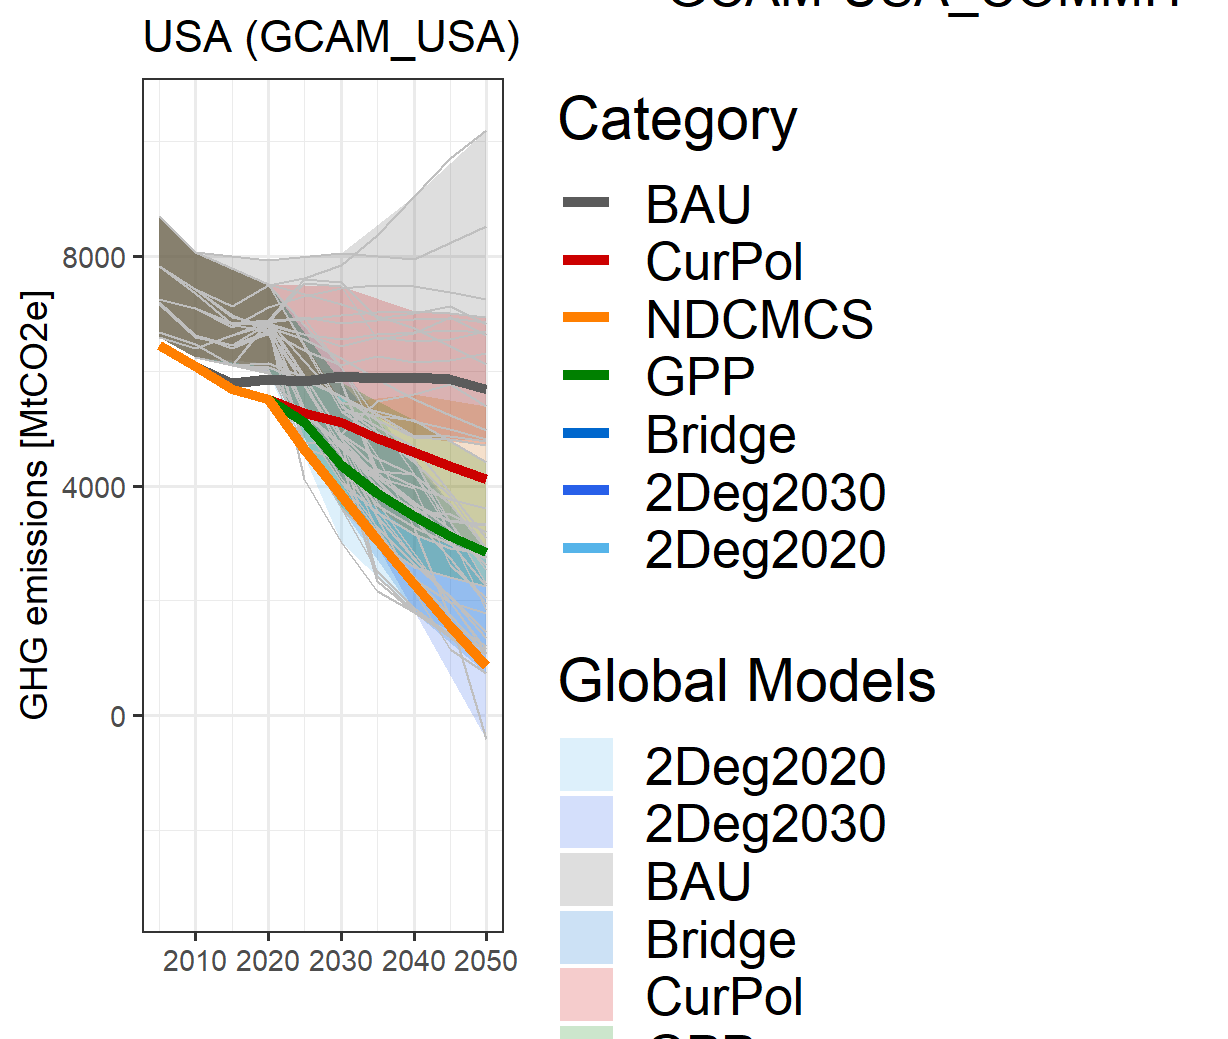 USA (GCAM_USA)
GHG emissions [MtCO2e]
8000
4000
0
2010 2020 2030 2040 2050
Category
BAU
CurPol
NDCMCS
GPP
Bridge
2Deg2030
2Deg2020
Global Models
2Deg2020
2Deg2030
BAU
Bridge
CurPol